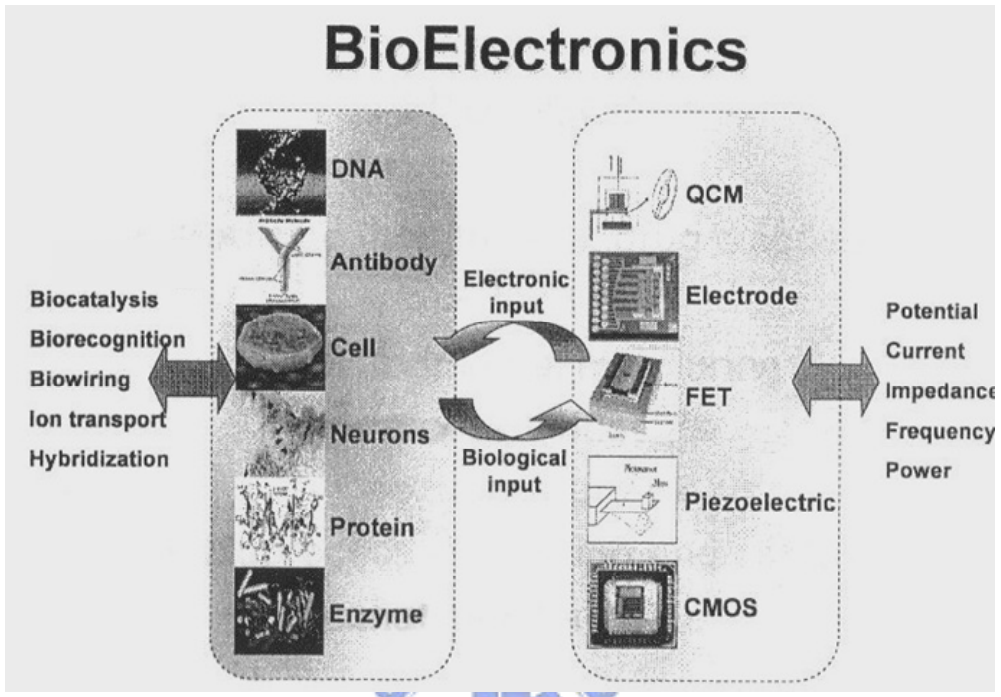 BioElectronics
Biocatalysis
Biorecognition
Biowiring
Ion transport
Hybridization
DNA
Antibody
Cell
Neurons
Protein
Enzyme
Electronic
input
Biological
input
QCM
Electrode
FET
Piezoelectric
CMOS
Potential
Current
Impedance
Frequency
Power